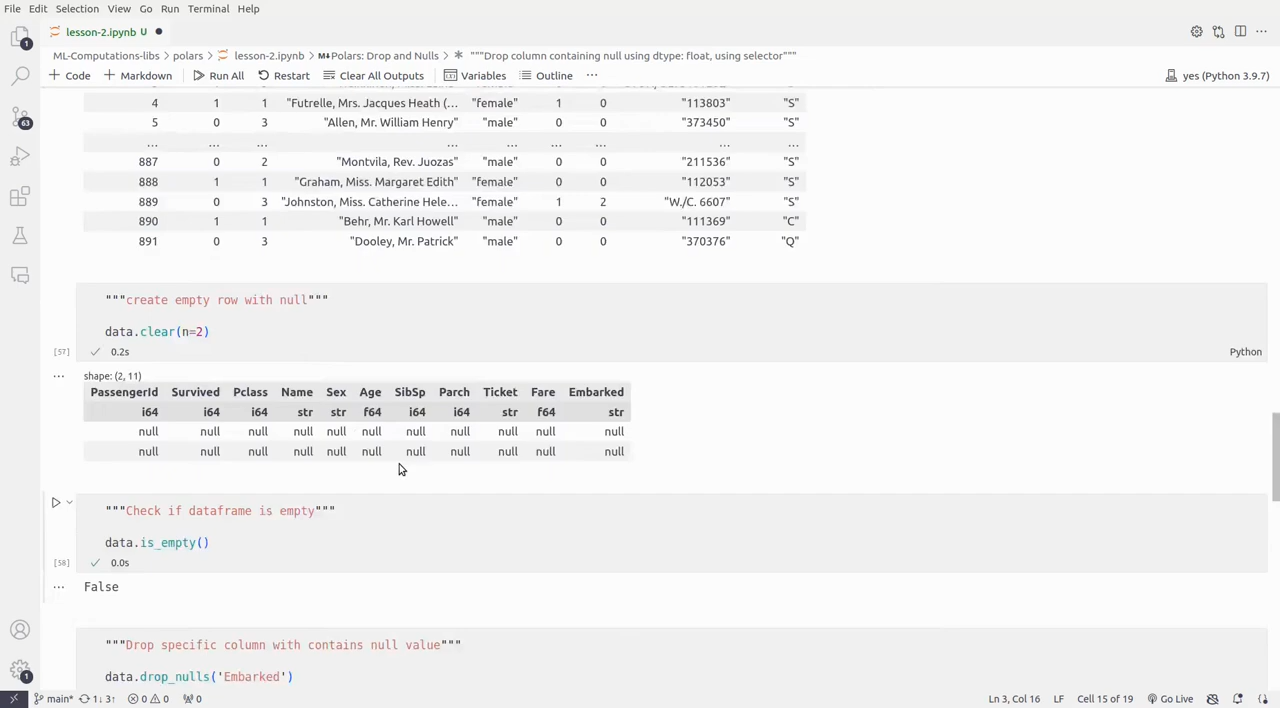 File Edit Selection View Go Run Terminal Help
lesson-2.ipynb U
ML-Computations-libs > polars > lesson-2.ipynb > Polars: Drop and Nulls > """Drop column containing null using dtype: float, using selector"""
Code Markdown Run All Restart Clear All Outputs Variables Outline ... yes (Python 3.9.7)
4 1 1 "Futrelle, Mrs. Jacques Heath (... "female" 1 0 "113803" "S"
5 0 3 "Allen, Mr. William Henry" "male" 0 0 "373450" "S"
... ... ... ... ... ... ... ... ...
887 0 2 "Montvila, Rev. Juozas" "male" 0 0 "211536" "S"
888 1 1 "Graham, Miss. Margaret Edith" "female" 0 0 "112053" "S"
889 0 3 "Johnston, Miss. Catherine Hele... "female" 1 2 "W./C. 6607" "S"
890 1 1 "Behr, Mr. Karl Howell" "male" 0 0 "111369" "C"
891 0 3 "Dooley, Mr. Patrick" "male" 0 0 "370376" "Q"
"""create empty row with null"""
data.clear(n=2)
[57] 0.2s Python
... shape: (2, 11)
PassengerId Survived Pclass Name Sex Age SibSp Parch Ticket Fare Embarked
i64 i64 i64 str str f64 i64 i64 str f64 str
null null null null null null null null null null null
null null null null null null null null null null null
"""Check if dataframe is empty"""
data.is_empty()
[58] 0.0s
... False
"""Drop specific column with contains null value"""
data.drop_nulls('Embarked')
main* 1↓ 3↑ 0 0 0 Ln 3, Col 16 LF Cell 15 of 19 Go Live
1
63
1